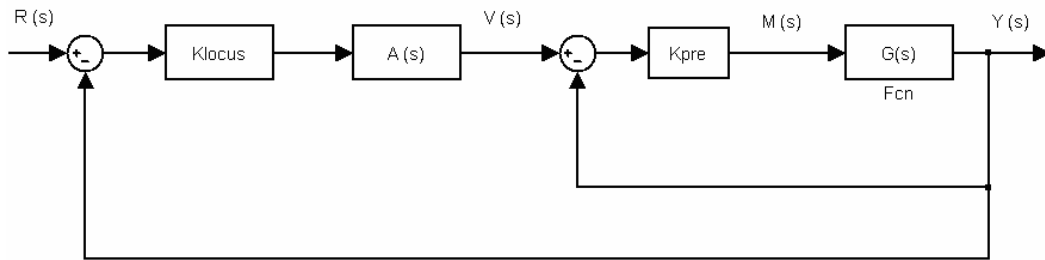 R (s)
V (s)
M (s)
Y (s)
+
-
Klocus
A (s)
+
-
Kpre
G(s)
Fcn